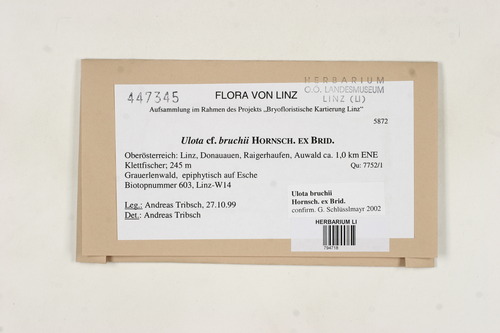 447345
FLORA VON LINZ
HERBARIUM
O.Ö. LANDESMUSEUM
LINZ (LI)
Aufsammlung im Rahmen des Projekts „Bryofloristische Kartierung Linz"
5872
Ulota cf. bruchii HORNSCH. EX BRID.
Oberösterreich: Linz, Donauauen, Raigerhaufen, Auwald ca. 1,0 km ENE
Klettfischer; 245 m
Qu: 7752/1
Grauerlenwald, epiphytisch auf Esche
Biotopnummer 603, Linz-W14
Leg.: Andreas Tribsch, 27.10.99
Det.: Andreas Tribsch
Ulota bruchii
Hornsch. ex Brid.
confirm. G. Schlüsslmayr 2002
HERBARIUM LI
794718